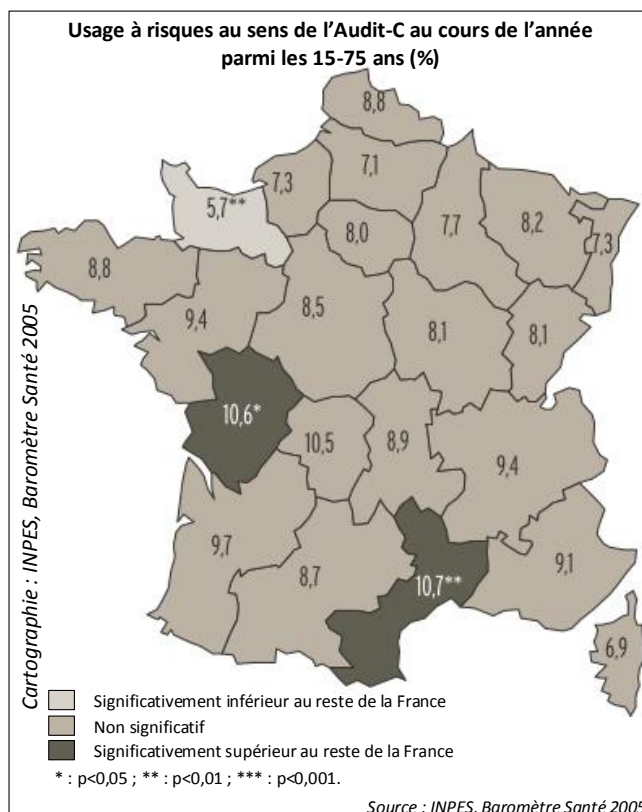 Usage à risques au sens de l’Audit-C au cours de l’année
parmi les 15-75 ans (%)
8,8
7,1
7,3
5,7**
8,0
7,7
8,2
7,3
8,8
9,4
8,5
8,1
8,1
10,6*
10,5
8,9
9,4
9,7
8,7
10,7**
9,1
6,9
Cartographie : INPES, Baromètre Santé 2005
Significativement inférieur au reste de la France
Non significatif
Significativement supérieur au reste de la France
* : p<0,05 ; ** : p<0,01 ; *** : p<0,001.
Source : INPES, Baromètre Santé 2005